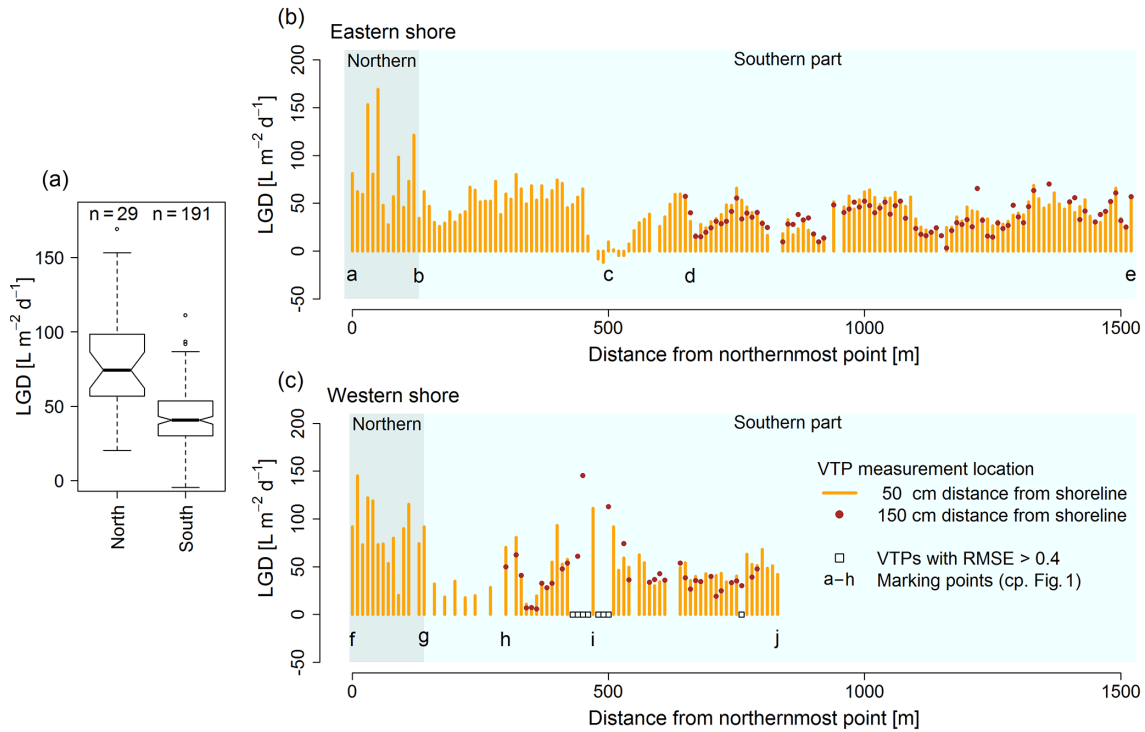 (a)
n = 29 n = 191
LGD [L m⁻² d⁻¹]
150
100
50
0
North
South
(b)
Eastern shore
Northern
Southern part
LGD [L m⁻² d⁻¹]
200
150
100
50
0
-50
a
b
c
d
e
0 500 1000 1500
Distance from northernmost point [m]
(c)
Western shore
Northern
Southern part
LGD [L m⁻² d⁻¹]
200
150
100
50
0
-50
VTP measurement location
50 cm distance from shoreline
150 cm distance from shoreline
VTPs with RMSE > 0.4
a−h Marking points (cp. Fig. 1)
f
g
h
i
j
0 500 1000 1500
Distance from northernmost point [m]